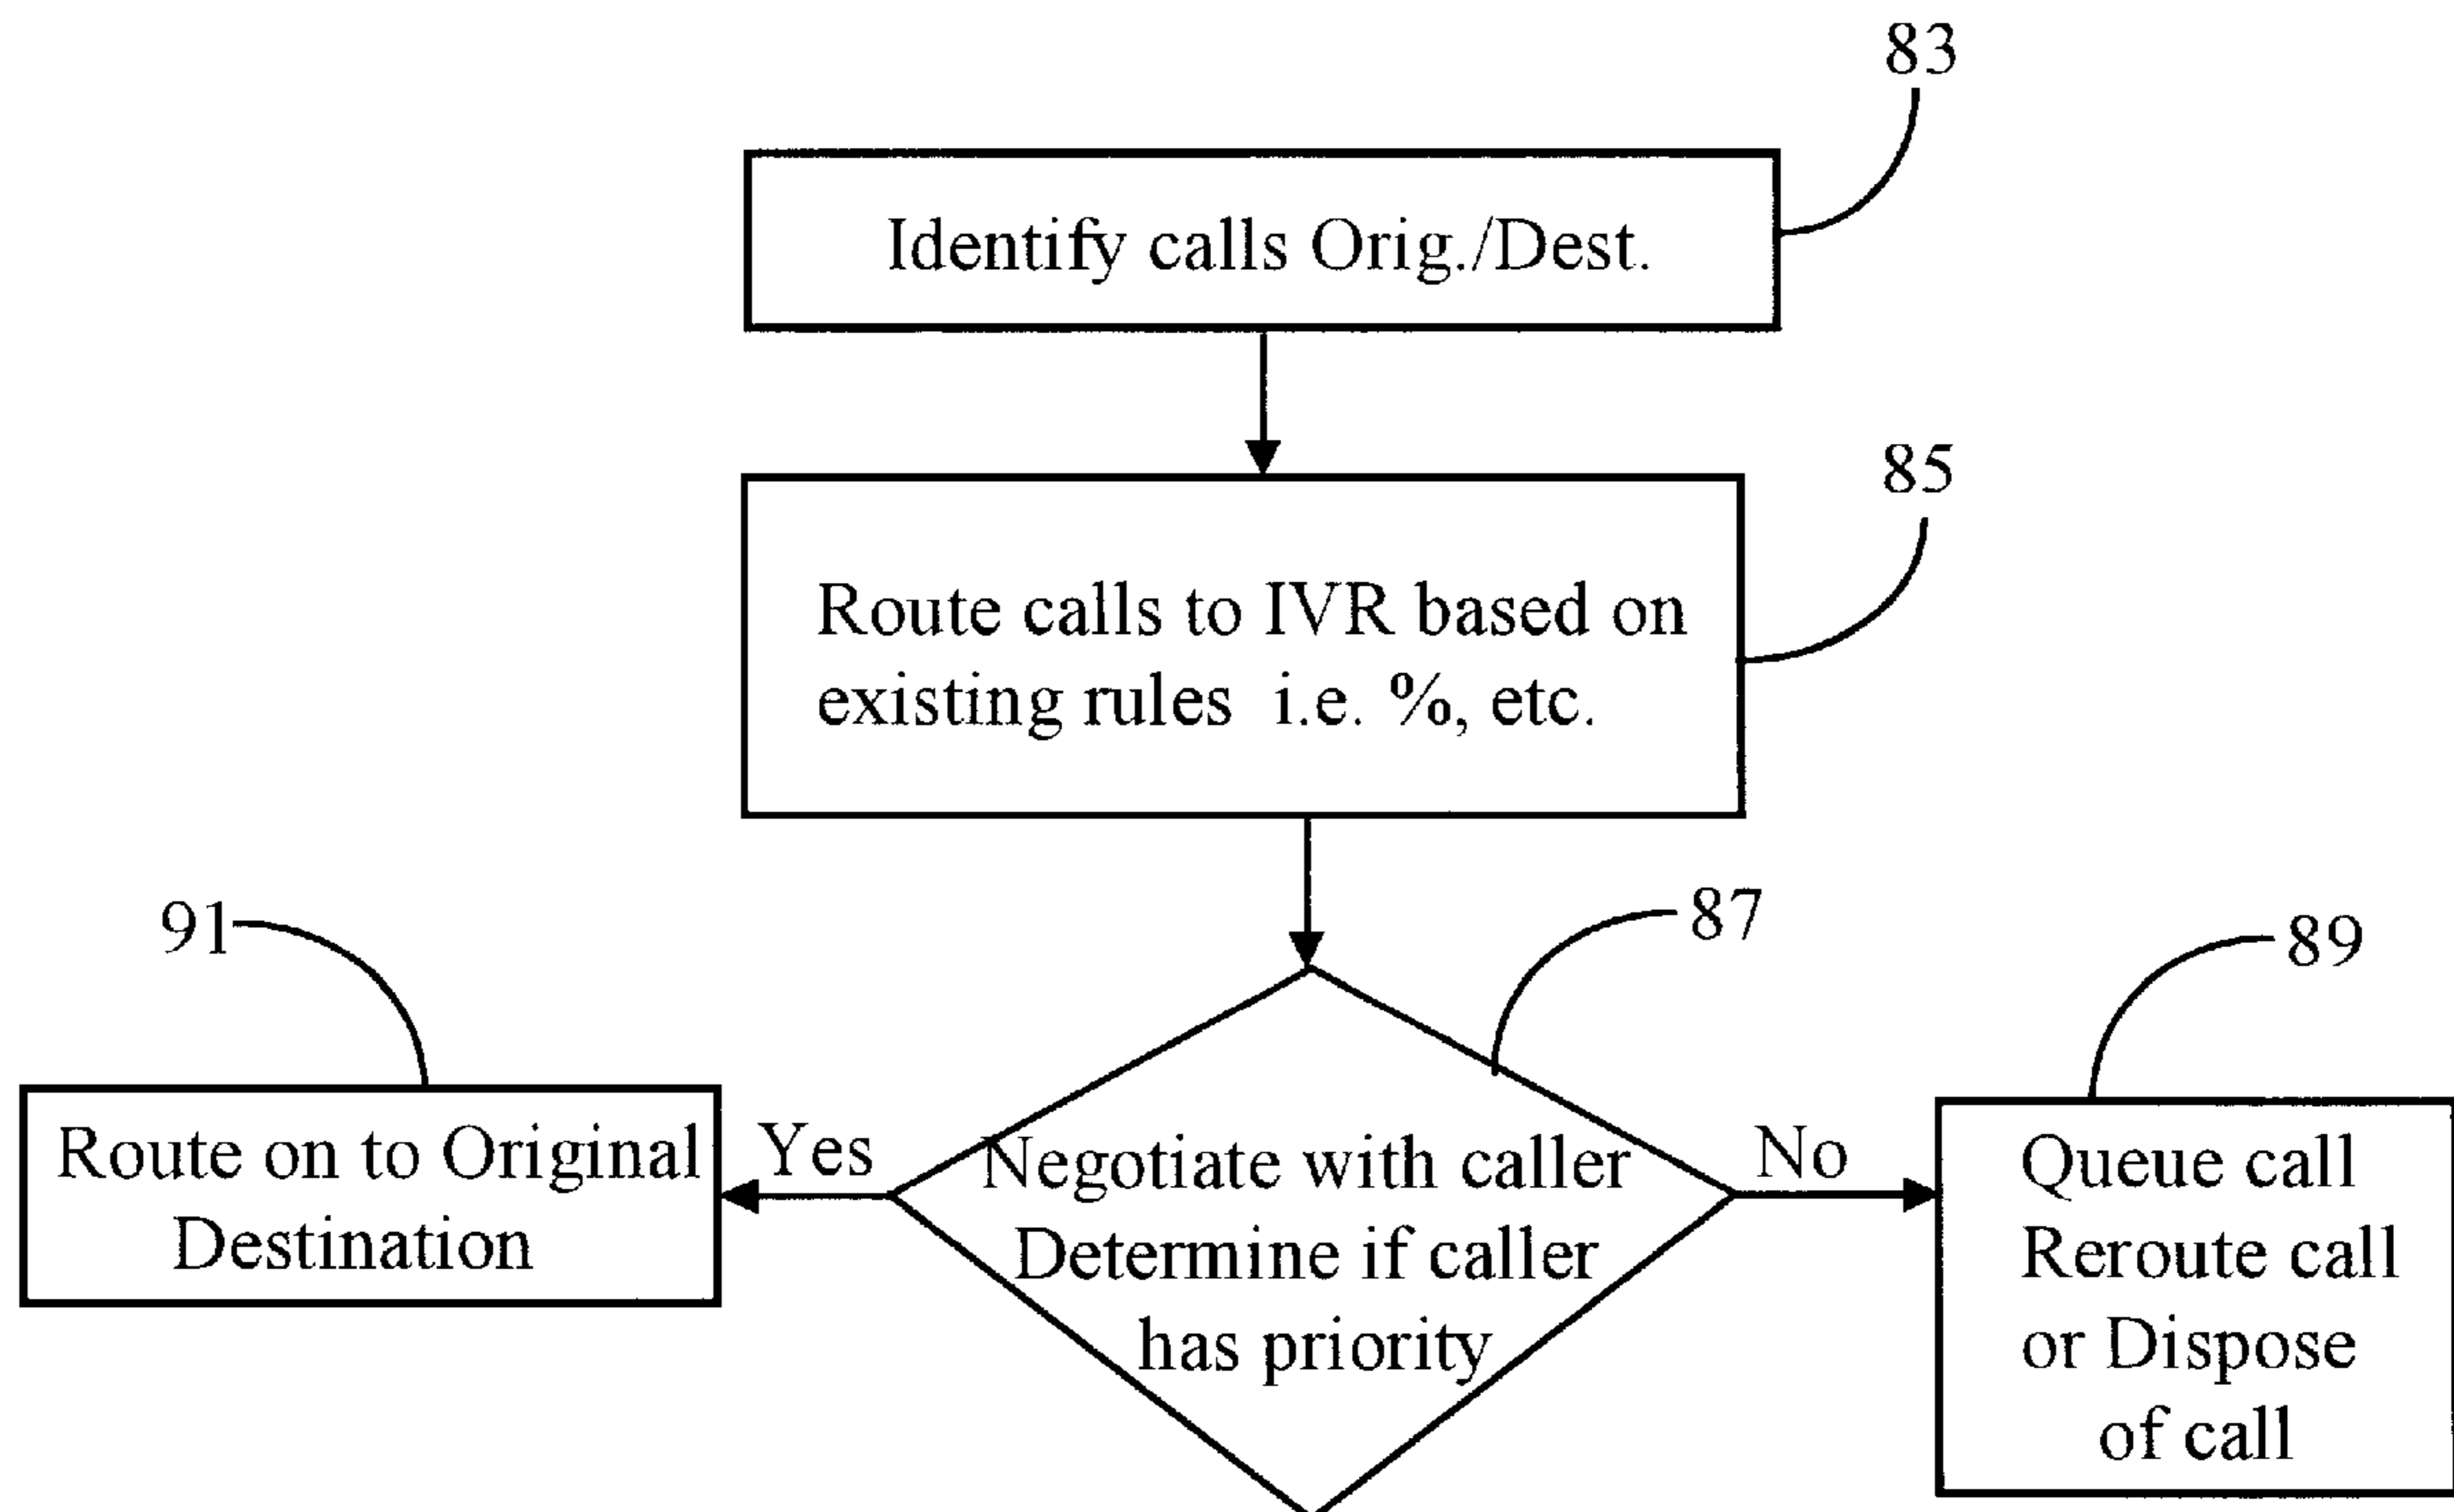 83
Identify calls Orig./Dest.
85
Route calls to IVR based on
existing rules i.e. %, etc.
91
87
89
Route on to Original
Destination
Yes
Negotiate with caller
Determine if caller
has priority
No
Queue call
Reroute call
or Dispose
of call